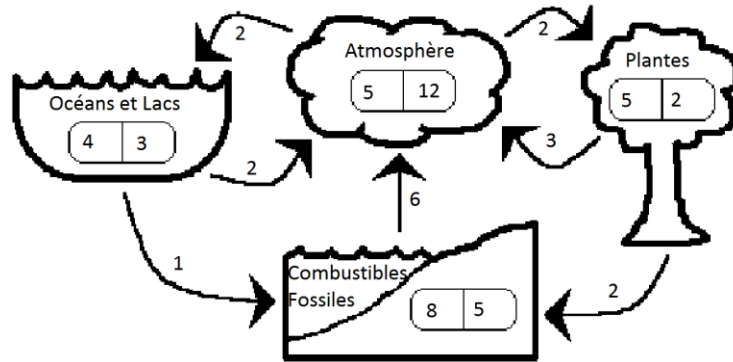 2
Atmosphère
5 12
2
Plantes
5 2
Océans et Lacs
4 3
2
3
6
1
Combustibles
Fossiles
8 5
2